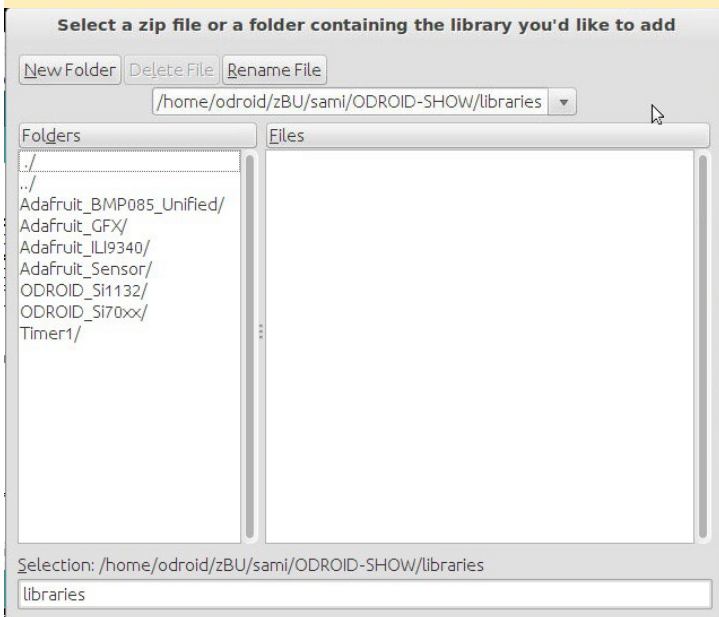 Select a zip file or a folder containing the library you'd like to add
New Folder Delete File Rename File
/home/odroid/zBU/sami/ODROID-SHOW/libraries
Folders Files
./
../
Adafruit_BMP085_Unified/
Adafruit_GFX/
Adafruit_ILI9340/
Adafruit_Sensor/
ODROID_Si1132/
ODROID_Si70xx/
Timer1/
Selection: /home/odroid/zBU/sami/ODROID-SHOW/libraries
libraries